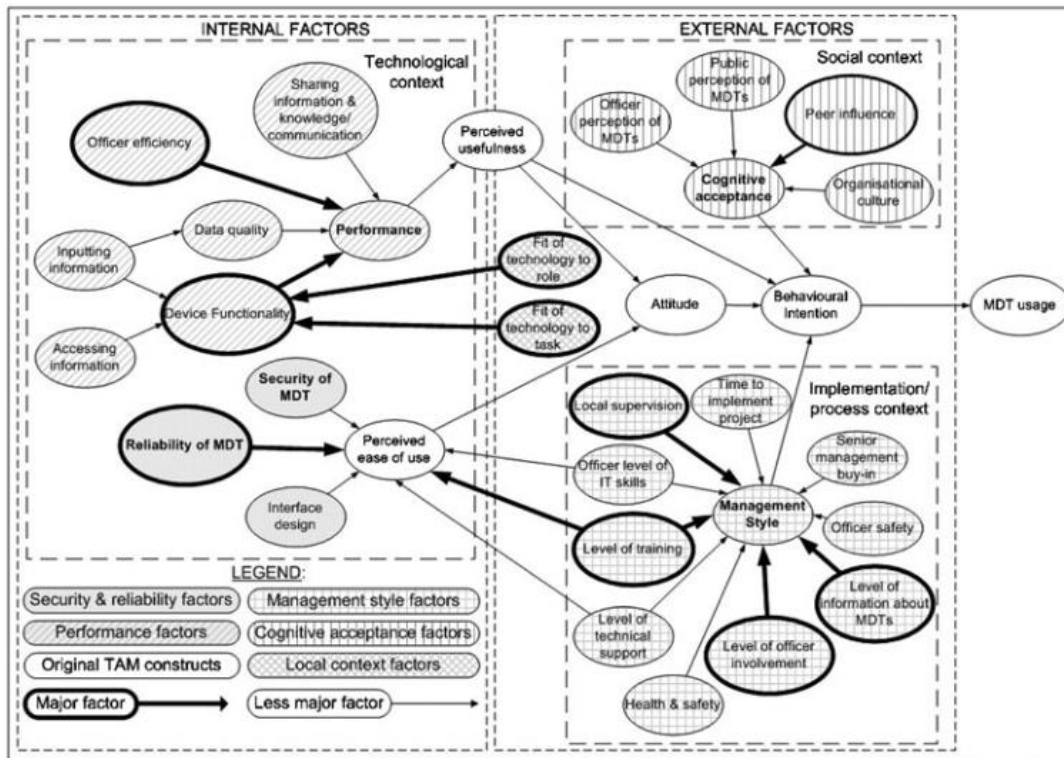 INTERNAL FACTORS
EXTERNAL FACTORS
Technological
context
Sharing
information &
knowledge/
communication
Officer efficiency
Inputting
information
Data quality
Performance
Device Functionality
Accessing
information
Security of
MDT
Reliability of MDT
Perceived
ease of use
Interface
design
Perceived
usefulness
Fit of
technology to
role
Fit of
technology to
task
Social context
Public
perception of
MDTs
Officer
perception of
MDTs
Peer influence
Cognitive
acceptance
Organisational
culture
Attitude
Behavioural
Intention
MDT usage
Implementation/
process context
Local supervision
Time to
implement
project
Senior
management
buy-in
Officer level of
IT skills
Management
Style
Officer safety
Level of training
Level of
information about
MDTs
Level of
technical
support
Level of officer
involvement
Health & safety
LEGEND:
Security & reliability factors
Management style factors
Performance factors
Cognitive acceptance factors
Original TAM constructs
Local context factors
Major factor
Less major factor